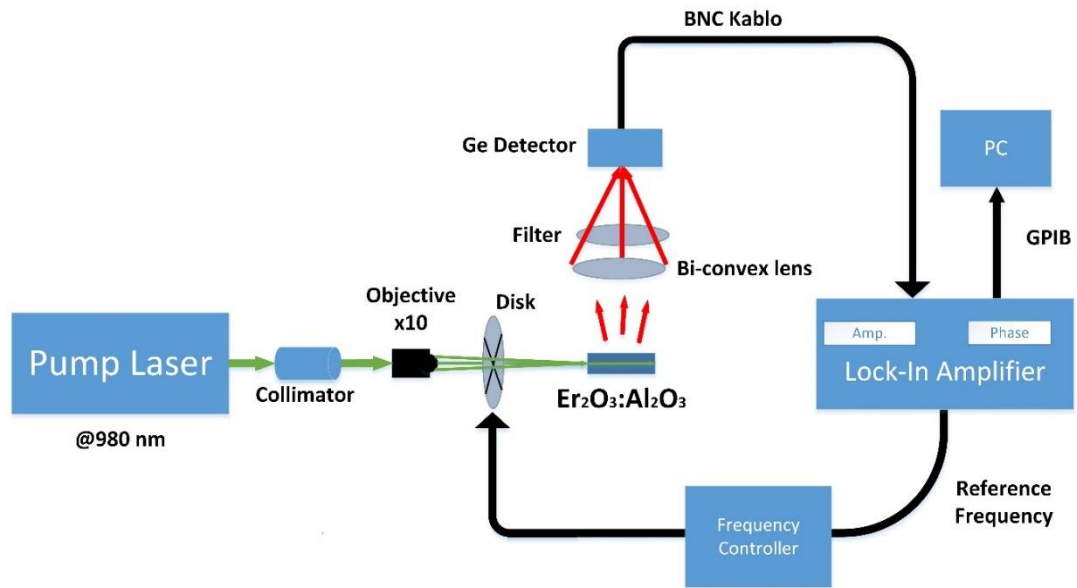 BNC Kablo
Ge Detector
PC
Filter
GPIB
Bi-convex lens
Objective
x10
Disk
Amp.
Phase
Pump Laser
Lock-In Amplifier
Collimator
Er₂O₃:Al₂O₃
@980 nm
Reference
Frequency
Frequency
Controller